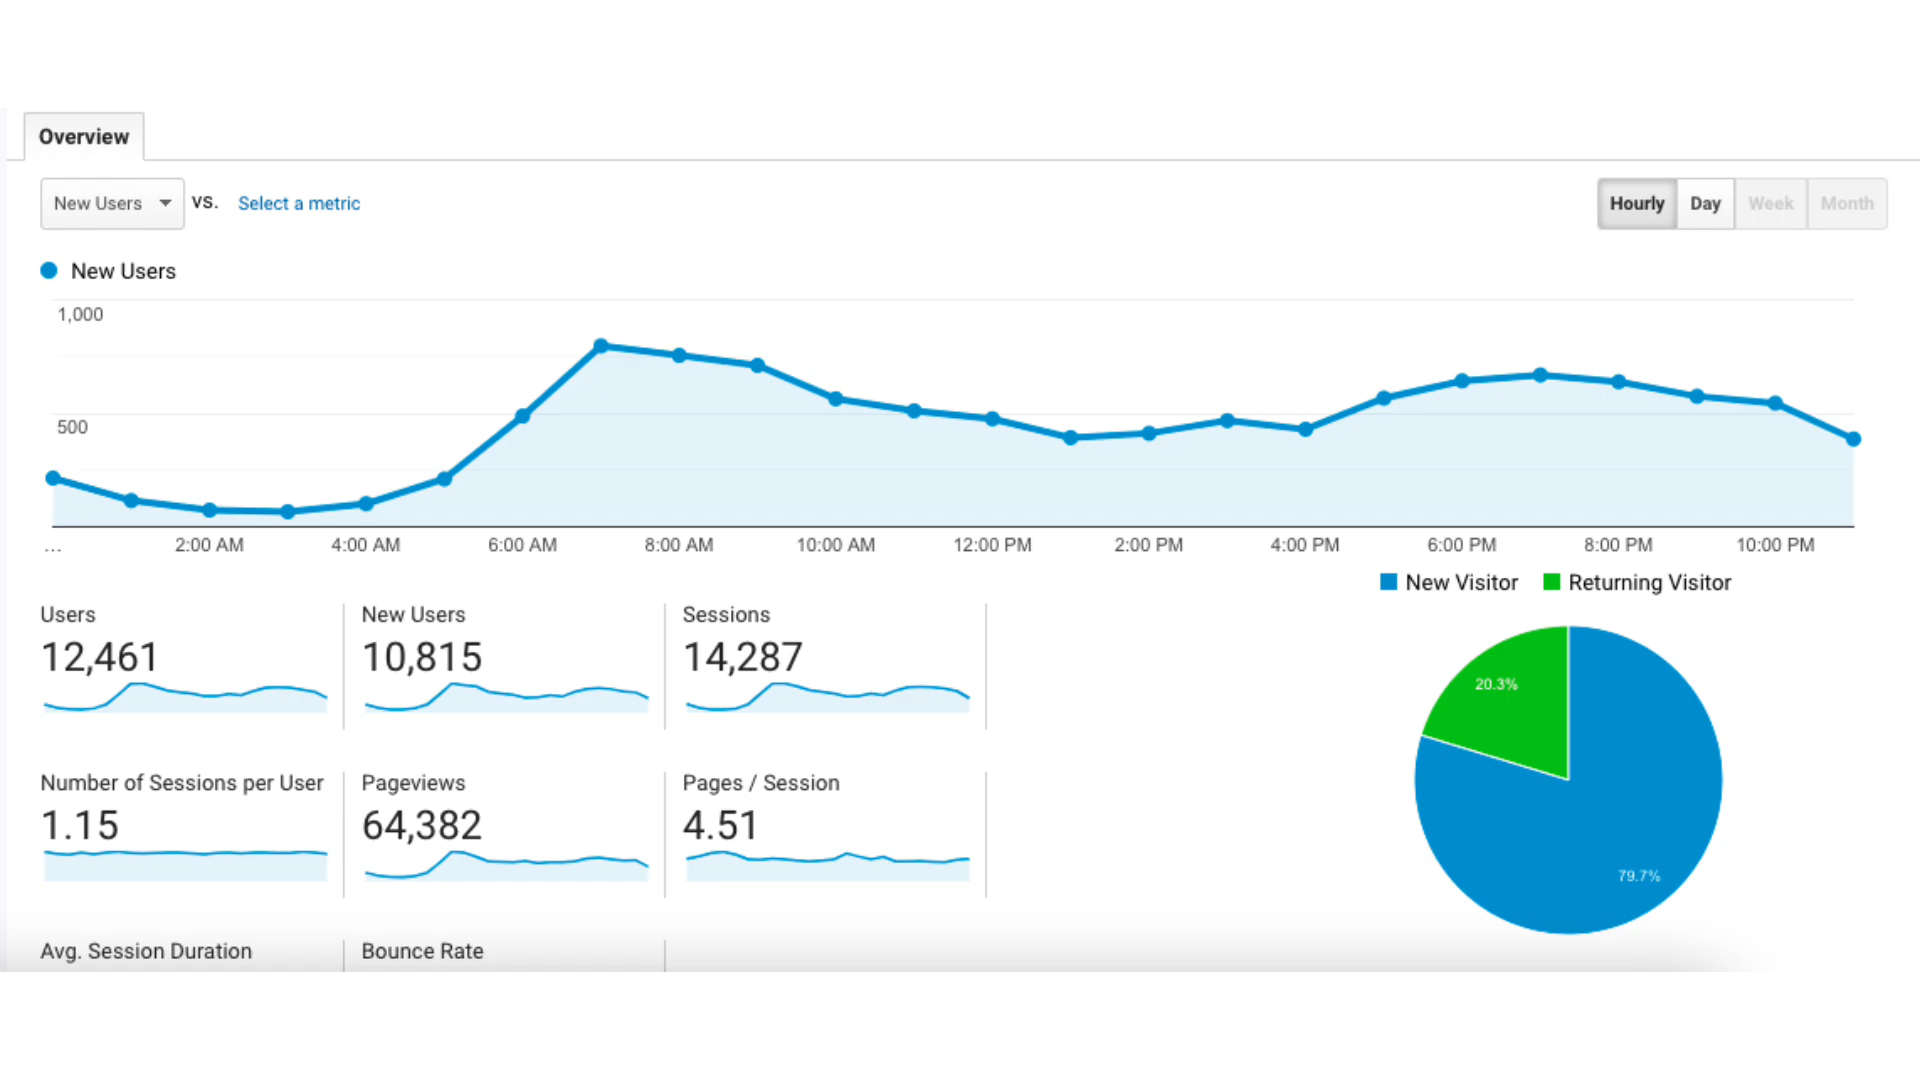 Overview
New Users
VS.
Select a metric
Hourly
Day
Week
Month
New Users
1,000
500
...
2:00 AM
4:00 AM
6:00 AM
8:00 AM
10:00 AM
12:00 PM
2:00 PM
4:00 PM
6:00 PM
8:00 PM
10:00 PM
New Visitor
Returning Visitor
Users
12,461
New Users
10,815
Sessions
14,287
Number of Sessions per User
1.15
Pageviews
64,382
Pages / Session
4.51
20.3%
79.7%
Avg. Session Duration
Bounce Rate